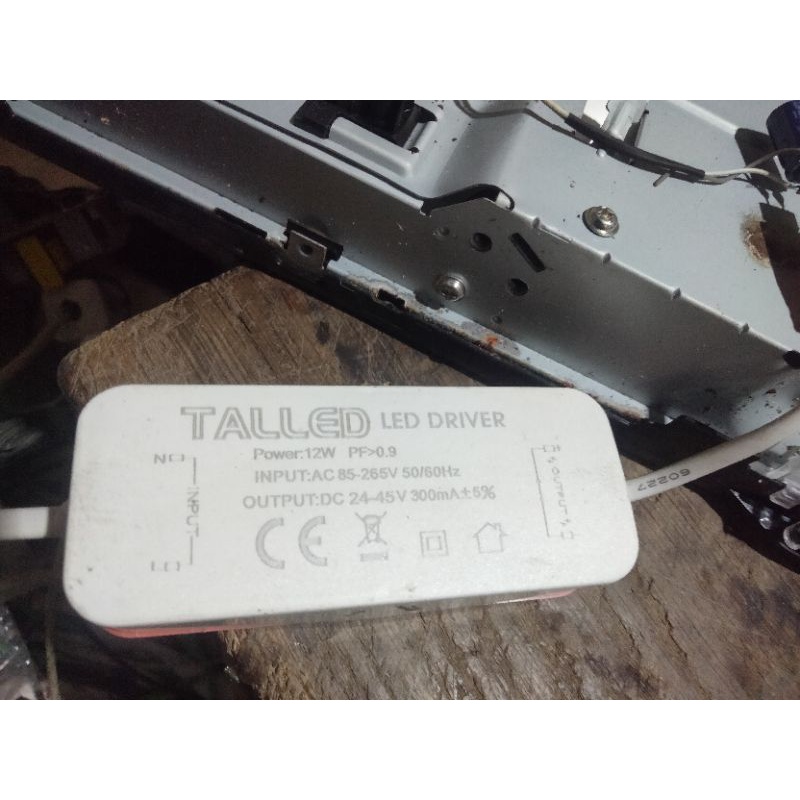 TALLED LED DRIVER
Power:12W PF>0.9
INPUT:AC 85-265V 50/60Hz
OUTPUT:DC 24-45V 300mA±5%
CE
N
INPUT
L
OUTPUT
60227